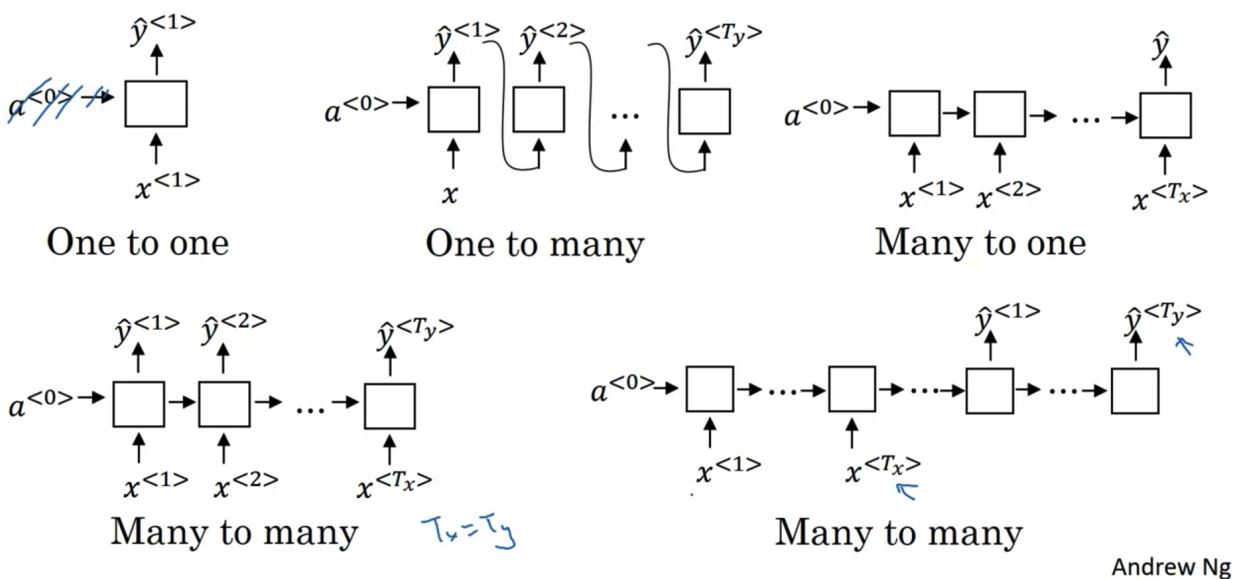 ŷ<1>
a<0>
x<1>
One to one
ŷ<1> ŷ<2> ŷ<Ty>
a<0> ...
x
One to many
ŷ
a<0> ...
x<1> x<2> x<Tx>
Many to one
ŷ<1> ŷ<2> ŷ<Ty>
a<0> ...
x<1> x<2> x<Tx>
Many to many
Tx=Ty
ŷ<1> ŷ<Ty>
a<0> ... ... ...
x<1> x<Tx>
Many to many
Andrew Ng